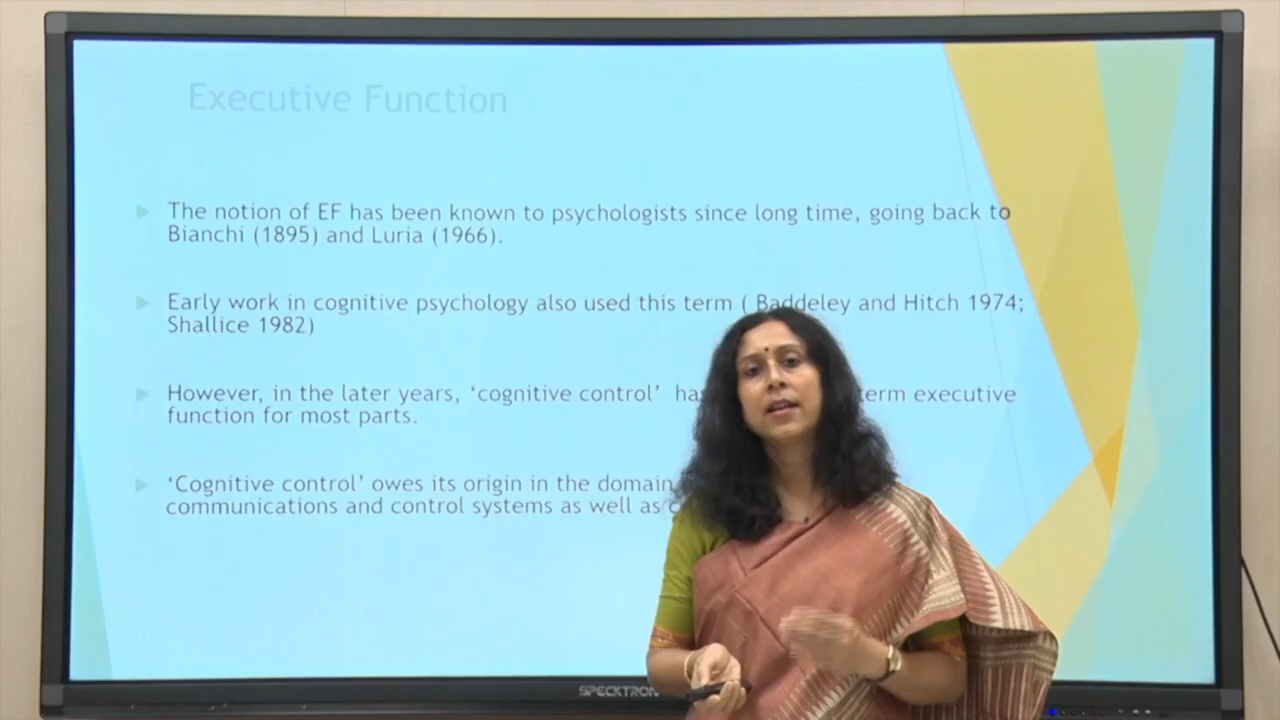 Executive Function
The notion of EF has been known to psychologists since long time, going back to
Bianchi (1895) and Luria (1966).
Early work in cognitive psychology also used this term ( Baddeley and Hitch 1974;
Shallice 1982)
However, in the later years, ‘cognitive control’ term executive
function for most parts.
‘Cognitive control’ owes its origin in the domain
communications and control systems as well as
SPECKTRON